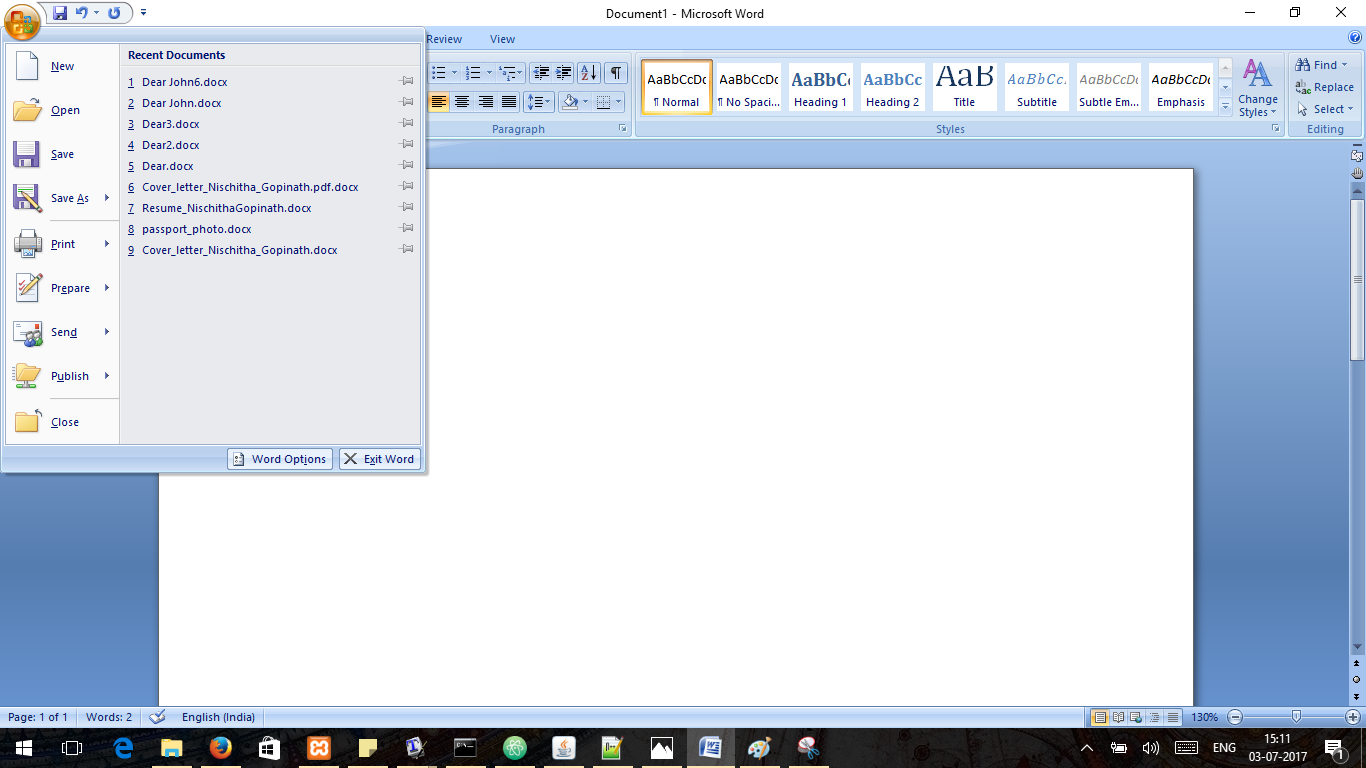 Document1 - Microsoft Word
Review View
New
Open
Save
Save As
Print
Prepare
Send
Publish
Close
Recent Documents
1 Dear John6.docx
2 Dear John.docx
3 Dear3.docx
4 Dear2.docx
5 Dear.docx
6 Cover_letter_Nischitha_Gopinath.pdf.docx
7 Resume_NischithaGopinath.docx
8 passport_photo.docx
9 Cover_letter_Nischitha_Gopinath.docx
Word Options Exit Word
Paragraph
AaBbCcDc AaBbCcDc AaBbC AaBbCc AaB AaBbCc. AaBbCcDc AaBbCcDc
¶ Normal ¶ No Spaci... Heading 1 Heading 2 Title Subtitle Subtle Em... Emphasis
Change
Styles
Styles
Find
Replace
Select
Editing
Page: 1 of 1 Words: 2 English (India) 130%
ENG
15:11
03-07-2017
1